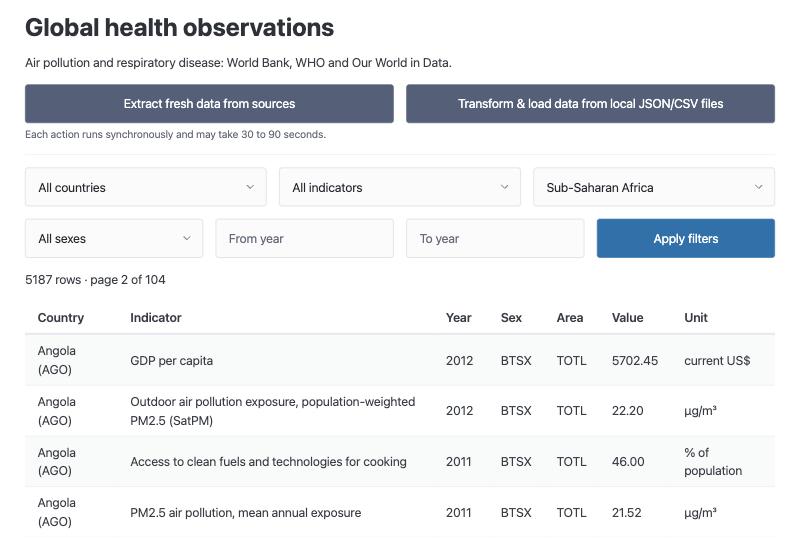 Global health observations
Air pollution and respiratory disease: World Bank, WHO and Our World in Data.
Extract fresh data from sources
Transform & load data from local JSON/CSV files
Each action runs synchronously and may take 30 to 90 seconds.
All countries
All indicators
Sub-Saharan Africa
All sexes
From year
To year
Apply filters
5187 rows · page 2 of 104
Country Indicator Year Sex Area Value Unit
Angola
(AGO) GDP per capita 2012 BTSX TOTL 5702.45 current US$
Angola Outdoor air pollution exposure, population-weighted
(AGO) PM2.5 (SatPM) 2012 BTSX TOTL 22.20 µg/m³
Angola Access to clean fuels and technologies for cooking 2011 BTSX TOTL 46.00 % of
(AGO) population
Angola
(AGO) PM2.5 air pollution, mean annual exposure 2011 BTSX TOTL 21.52 µg/m³